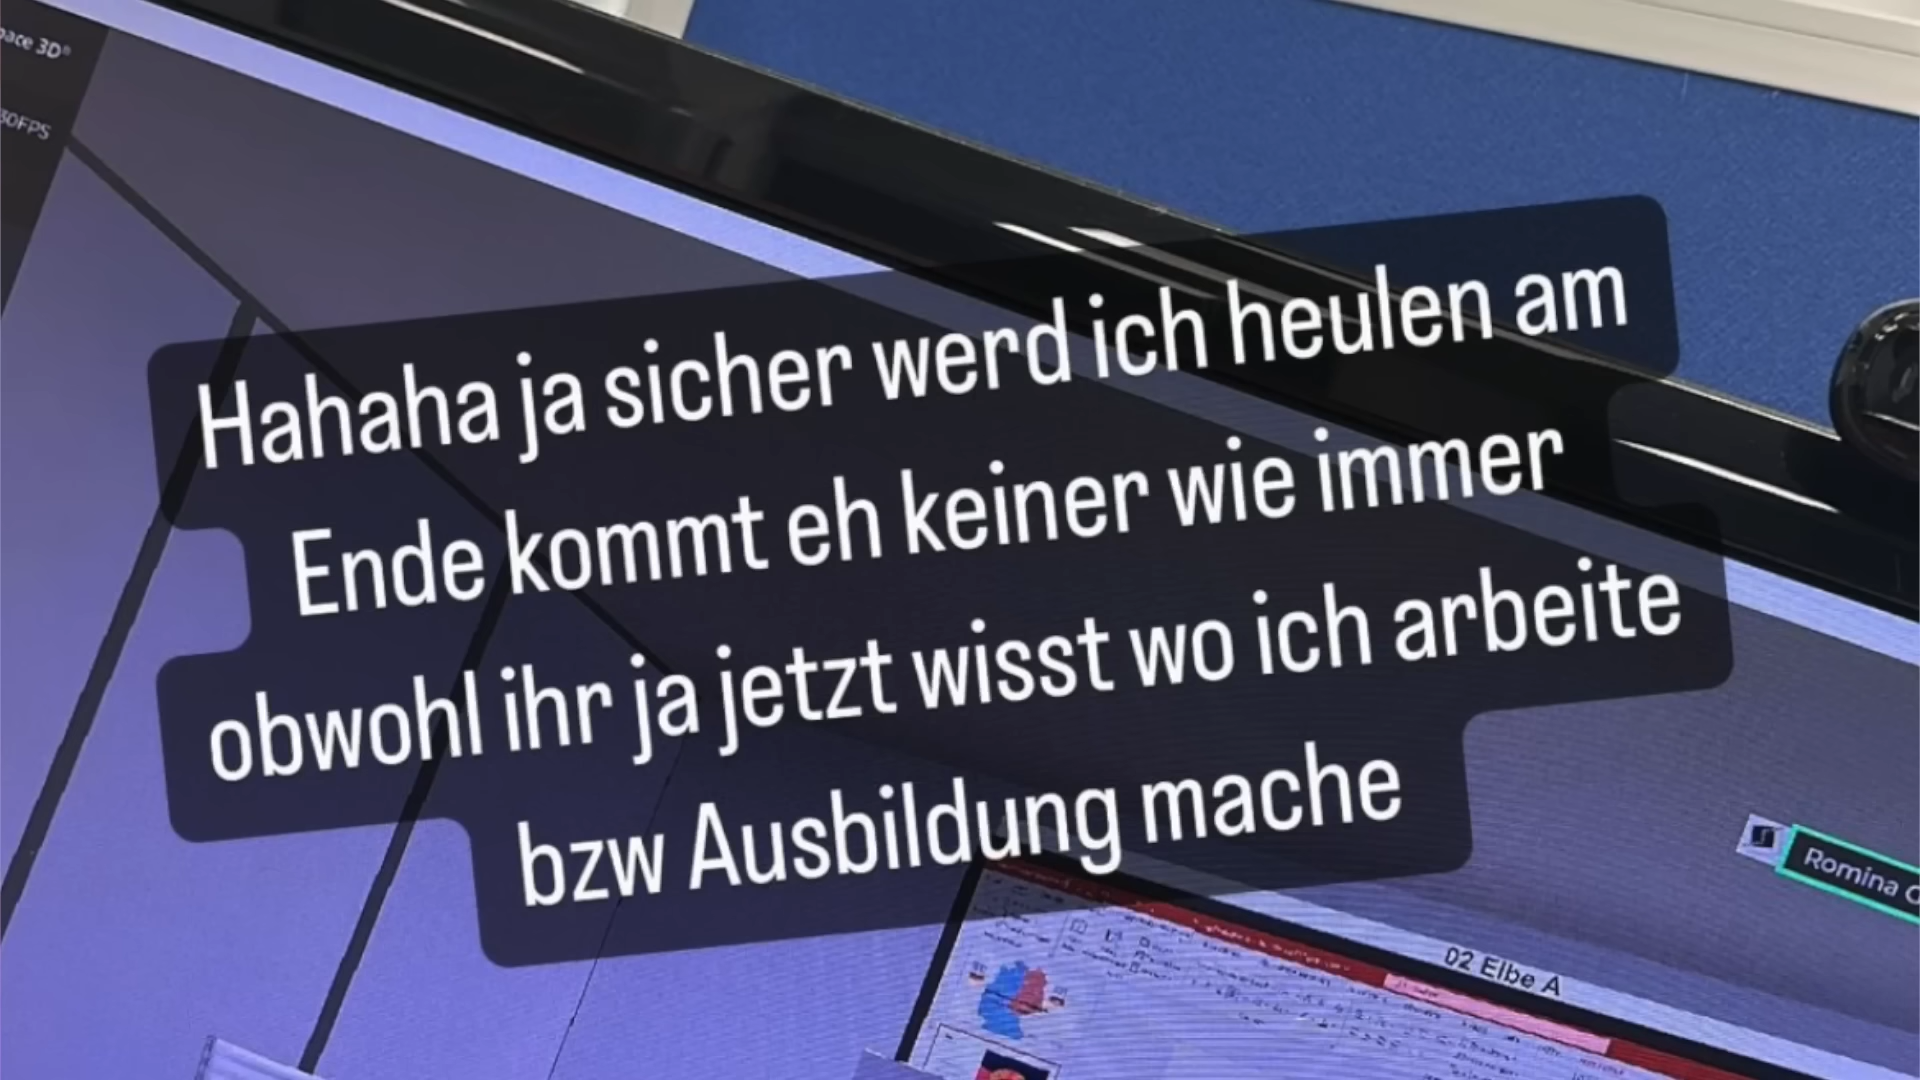 pace 3D®
30FPS
Hahaha ja sicher werd ich heulen am
Ende kommt eh keiner wie immer
obwohl ihr ja jetzt wisst wo ich arbeite
bzw Ausbildung mache
Romina
02 Elbe A